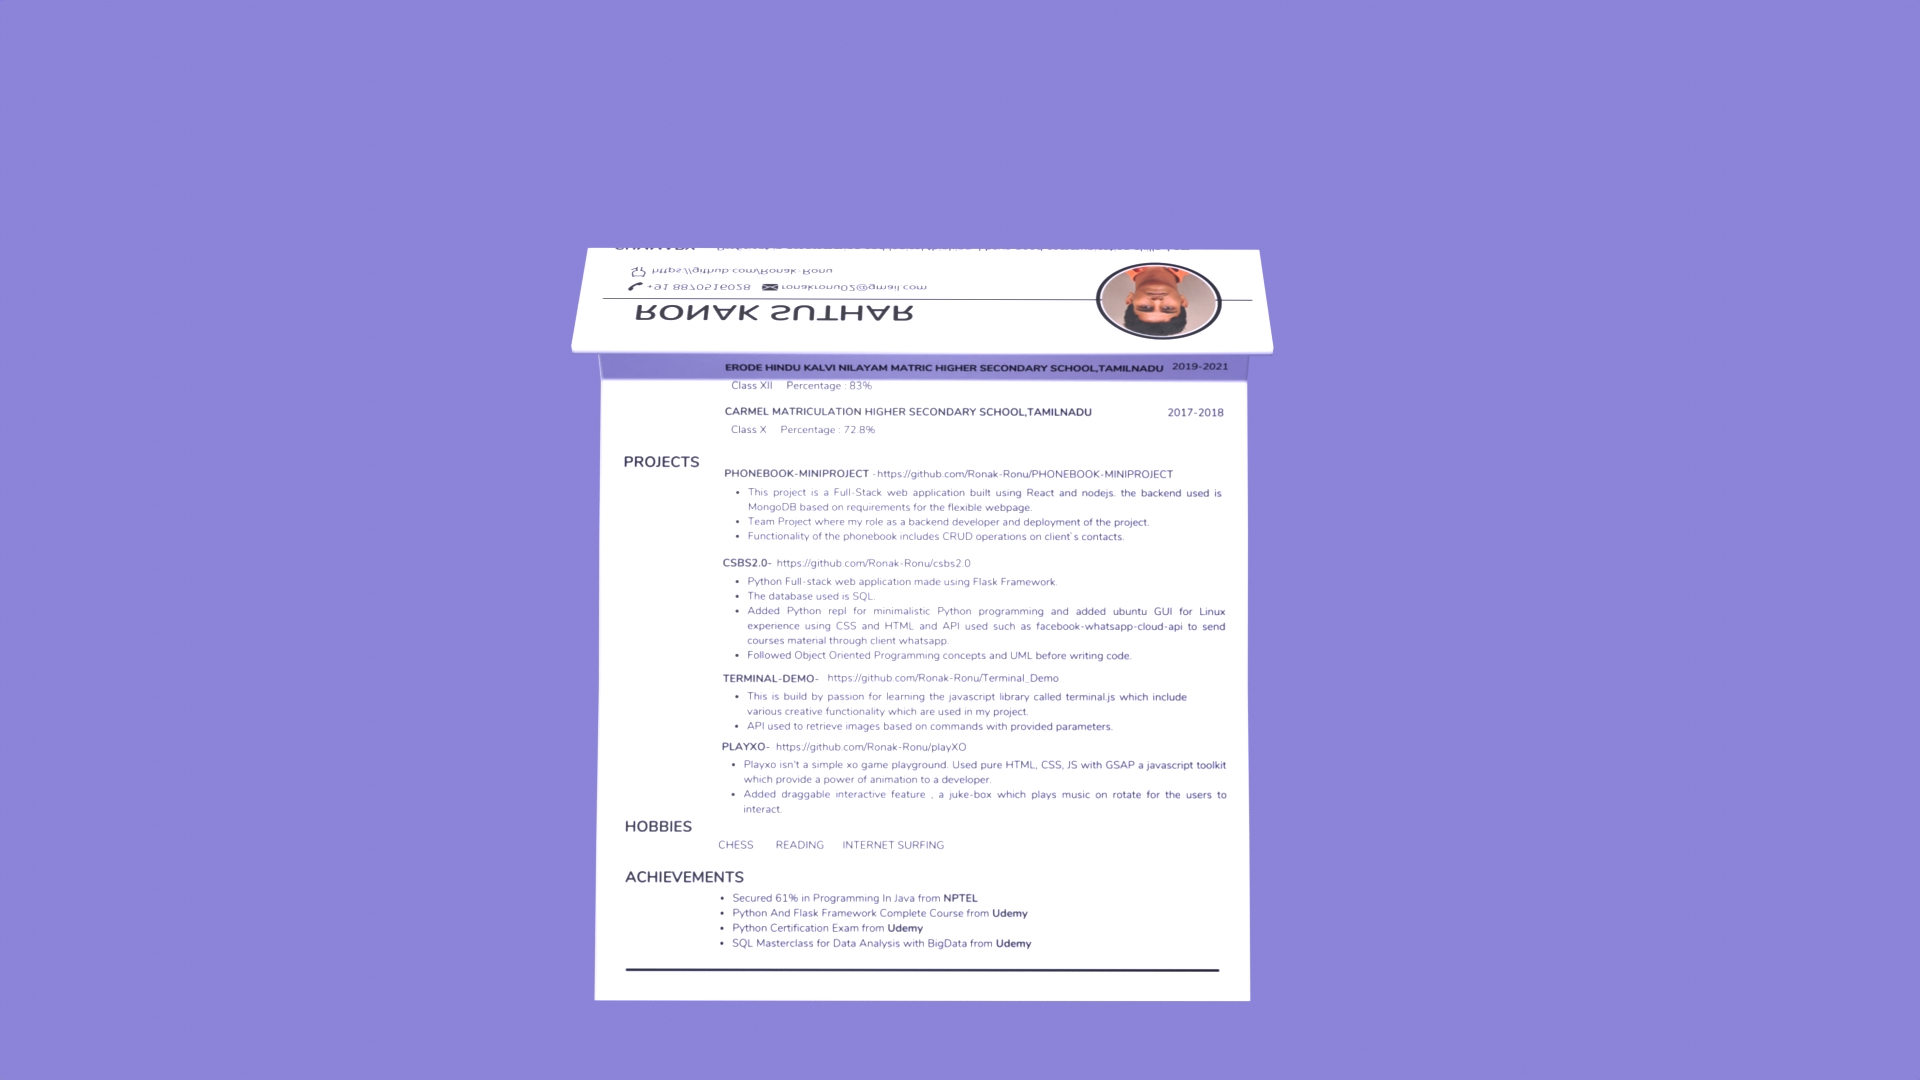 https://github.com/Ronak-Ronu
+91 8870516028 ronakronu02@gmail.com
RONAK SUTHAR
ERODE HINDU KALVI NILAYAM MATRIC HIGHER SECONDARY SCHOOL,TAMILNADU 2019-2021
Class XII Percentage : 83%
CARMEL MATRICULATION HIGHER SECONDARY SCHOOL,TAMILNADU 2017-2018
Class X Percentage : 72.8%
PROJECTS
PHONEBOOK-MINIPROJECT -https://github.com/Ronak-Ronu/PHONEBOOK-MINIPROJECT
• This project is a Full-Stack web application built using React and nodejs. the backend used is
MongoDB based on requirements for the flexible webpage.
• Team Project where my role as a backend developer and deployment of the project.
• Functionality of the phonebook includes CRUD operations on client's contacts.
CSBS2.0- https://github.com/Ronak-Ronu/csbs2.0
• Python Full-stack web application made using Flask Framework.
• The database used is SQL.
• Added Python repl for minimalistic Python programming and added ubuntu GUI for Linux
experience using CSS and HTML and API used such as facebook-whatsapp-cloud-api to send
courses material through client whatsapp.
• Followed Object Oriented Programming concepts and UML before writing code.
TERMINAL-DEMO- https://github.com/Ronak-Ronu/Terminal_Demo
• This is build by passion for learning the javascript library called terminal.js which include
various creative functionality which are used in my project.
• API used to retrieve images based on commands with provided parameters.
PLAYXO- https://github.com/Ronak-Ronu/playXO
• Playxo isn't a simple xo game playground. Used pure HTML, CSS, JS with GSAP a javascript toolkit
which provide a power of animation to a developer.
• Added draggable interactive feature , a juke-box which plays music on rotate for the users to
interact.
HOBBIES
CHESS READING INTERNET SURFING
ACHIEVEMENTS
• Secured 61% in Programming In Java from NPTEL
• Python And Flask Framework Complete Course from Udemy
• Python Certification Exam from Udemy
• SQL Masterclass for Data Analysis with BigData from Udemy